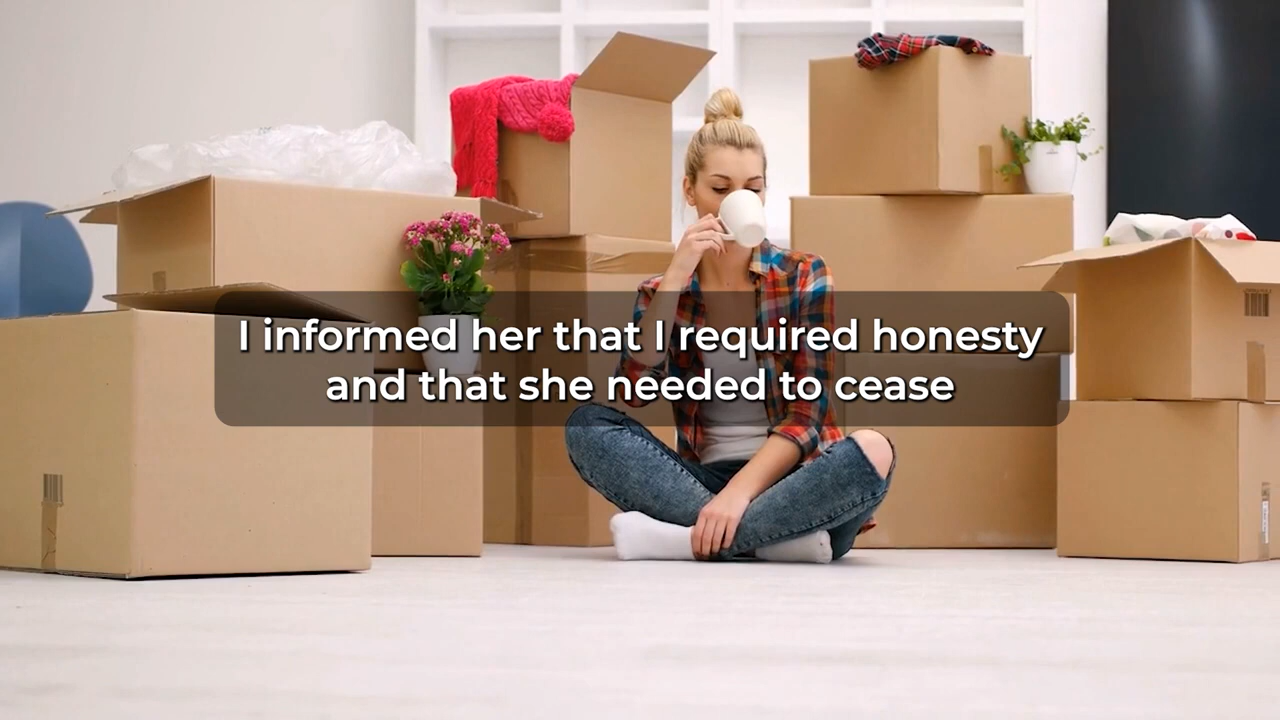 I informed her that I required honesty
and that she needed to cease